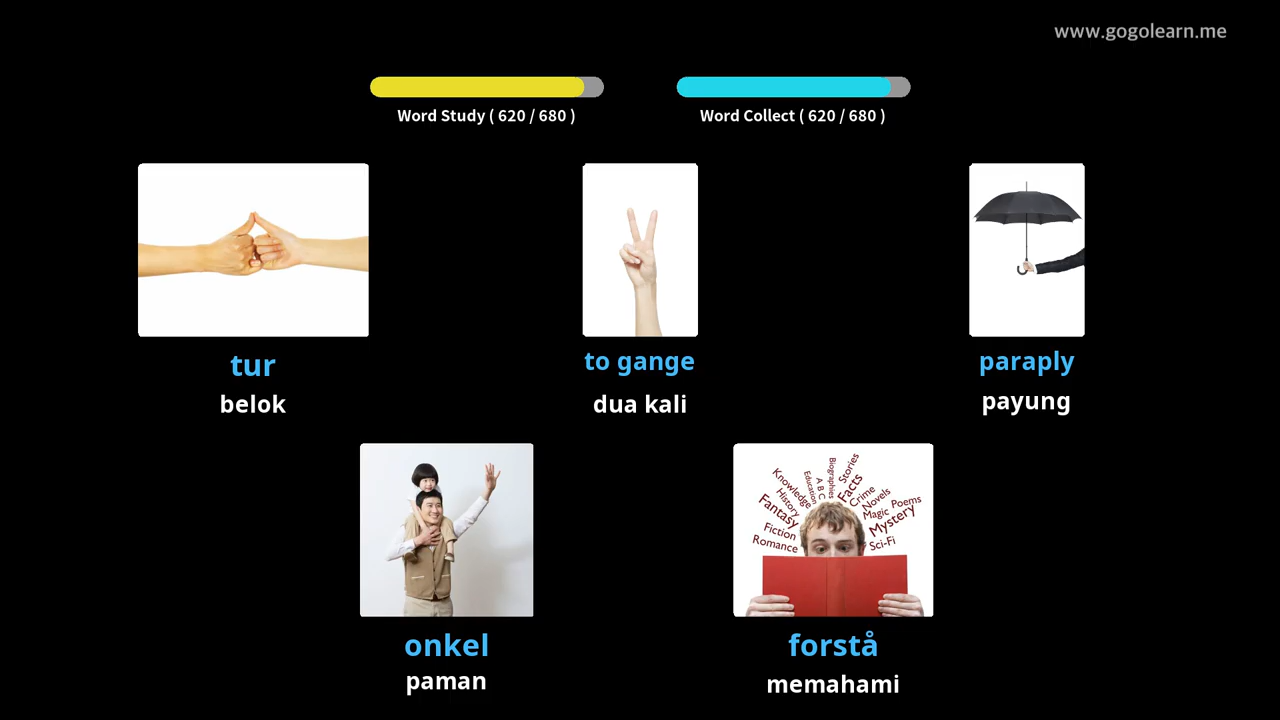 www.gogolearn.me
Word Study ( 620 / 680 )
Word Collect ( 620 / 680 )
tur
belok
to gange
dua kali
paraply
payung
onkel
paman
Knowledge
History
Fantasy
Fiction
Romance
Education
A B C
Biographies
Stories
Facts
Crime
Novels
Magic
Poems
Mystery
Sci-Fi
forstå
memahami